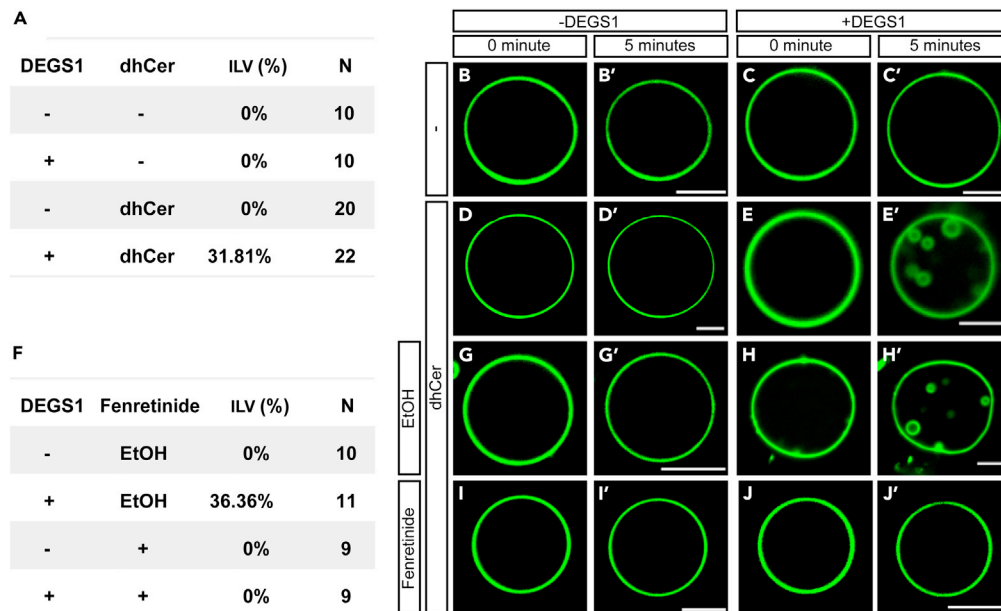 A
DEGS1 dhCer ILV (%) N
- - 0% 10
+ - 0% 10
- dhCer 0% 20
+ dhCer 31.81% 22
F
DEGS1 Fenretinide ILV (%) N
- EtOH 0% 10
+ EtOH 36.36% 11
- + 0% 9
+ + 0% 9
-DEGS1 +DEGS1
0 minute 5 minutes 0 minute 5 minutes
-
B B′ C C′
dhCer
D D′ E E′
EtOH
G G′ H H′
Fenretinide
I I′ J J′